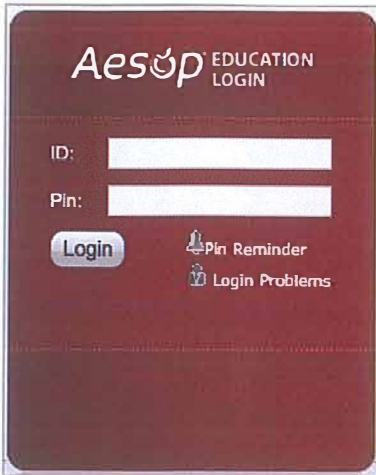 Aesop EDUCATION
LOGIN
ID:
Pin:
Login
Pin Reminder
Login Problems